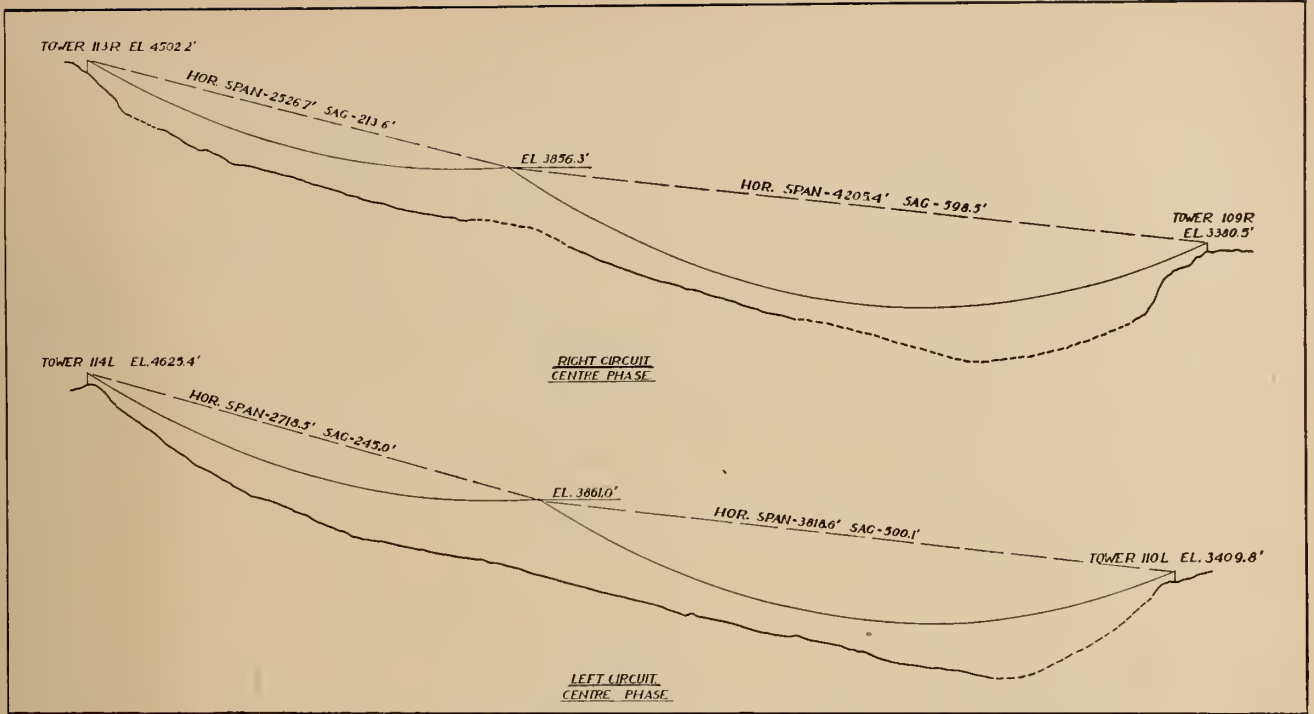 TOWER 113R EL 4502.2'
HOR. SPAN-2526.7' SAG-213.6'
EL 3856.3'
HOR. SPAN-4205.4' SAG-598.5'
TOWER 109R
EL.3380.5'
RIGHT CIRCUIT
CENTRE PHASE
TOWER 114L EL.4625.4'
HOR. SPAN-2718.5' SAG-245.0'
EL.3861.0'
HOR. SPAN-3818.6' SAG-500.1'
TOWER 110L EL.3409.8'
LEFT CIRCUIT
CENTRE PHASE